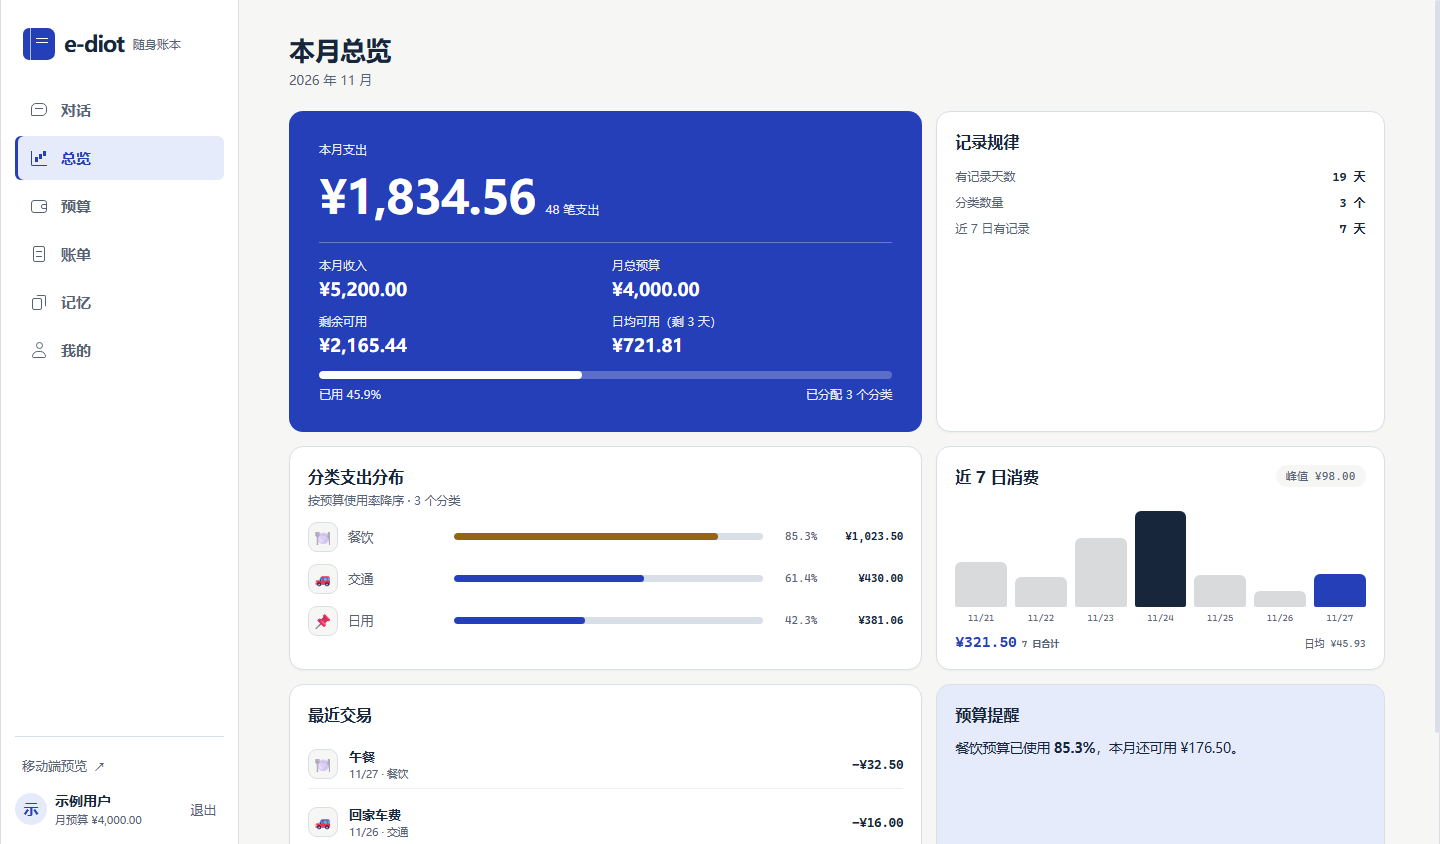 e-diot 随身账本
对话
总览
预算
账单
记忆
我的
移动端预览 ↗
示 示例用户 退出
月预算 ¥4,000.00
本月总览
2026 年 11 月
本月支出
¥1,834.56 48 笔支出
本月收入 月总预算
¥5,200.00 ¥4,000.00
剩余可用 日均可用（剩 3 天）
¥2,165.44 ¥721.81
已用 45.9% 已分配 3 个分类
记录规律
有记录天数 19 天
分类数量 3 个
近 7 日有记录 7 天
分类支出分布
按预算使用率降序 · 3 个分类
餐饮 85.3% ¥1,023.50
交通 61.4% ¥430.00
日用 42.3% ¥381.06
近 7 日消费 峰值 ¥98.00
11/21 11/22 11/23 11/24 11/25 11/26 11/27
¥321.50 7 日合计 日均 ¥45.93
最近交易
午餐 −¥32.50
11/27 · 餐饮
回家车费 −¥16.00
11/26 · 交通
预算提醒
餐饮预算已使用 85.3%，本月还可用 ¥176.50。